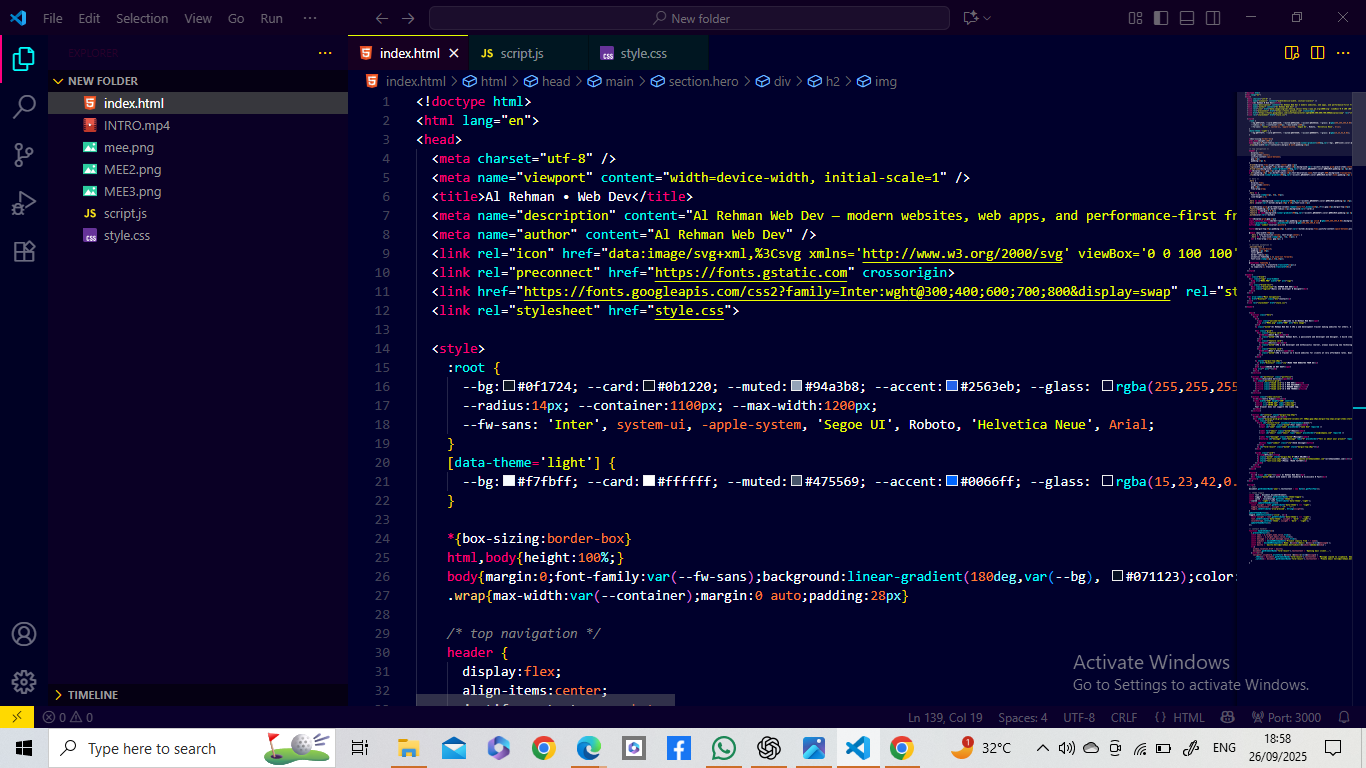 File Edit Selection View Go Run ··· New folder
EXPLORER ···
NEW FOLDER
index.html
INTRO.mp4
mee.png
MEE2.png
MEE3.png
script.js
style.css
TIMELINE
index.html JS script.js style.css
index.html > html > head > main > section.hero > div > h2 > img
1 <!doctype html>
2 <html lang="en">
3 <head>
4 <meta charset="utf-8" />
5 <meta name="viewport" content="width=device-width, initial-scale=1" />
6 <title>Al Rehman • Web Dev</title>
7 <meta name="description" content="Al Rehman Web Dev — modern websites, web apps, and performance-first fr
8 <meta name="author" content="Al Rehman Web Dev" />
9 <link rel="icon" href="data:image/svg+xml,%3Csvg xmlns='http://www.w3.org/2000/svg' viewBox='0 0 100 100'
10 <link rel="preconnect" href="https://fonts.gstatic.com" crossorigin>
11 <link href="https://fonts.googleapis.com/css2?family=Inter:wght@300;400;600;700;800&display=swap" rel="st
12 <link rel="stylesheet" href="style.css">
13
14 <style>
15 :root {
16 --bg:#0f1724; --card:#0b1220; --muted:#94a3b8; --accent:#2563eb; --glass: rgba(255,255,255
17 --radius:14px; --container:1100px; --max-width:1200px;
18 --fw-sans: 'Inter', system-ui, -apple-system, 'Segoe UI', Roboto, 'Helvetica Neue', Arial;
19 }
20 [data-theme='light'] {
21 --bg:#f7fbff; --card:#ffffff; --muted:#475569; --accent:#0066ff; --glass: rgba(15,23,42,0.
22 }
23
24 *{box-sizing:border-box}
25 html,body{height:100%;}
26 body{margin:0;font-family:var(--fw-sans);background:linear-gradient(180deg,var(--bg), #071123);color:
27 .wrap{max-width:var(--container);margin:0 auto;padding:28px}
28
29 /* top navigation */
30 header {
31 display:flex;
32 align-items:center;
Activate Windows
Go to Settings to activate Windows.
0 0 Ln 139, Col 19 Spaces: 4 UTF-8 CRLF {} HTML Port: 3000
Type here to search 1 32°C ENG 18:58
26/09/2025